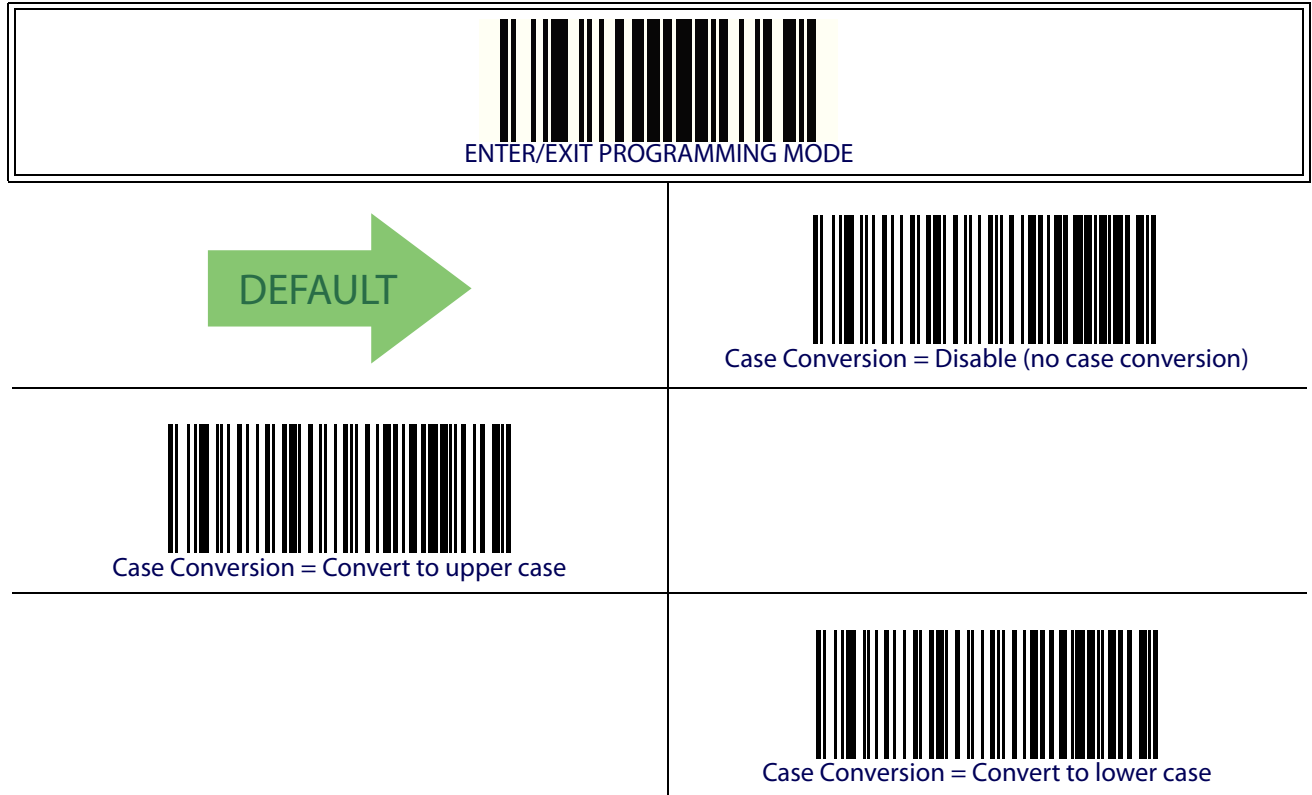 ENTER/EXIT PROGRAMMING MODE
DEFAULT
Case Conversion = Disable (no case conversion)
Case Conversion = Convert to upper case
Case Conversion = Convert to lower case